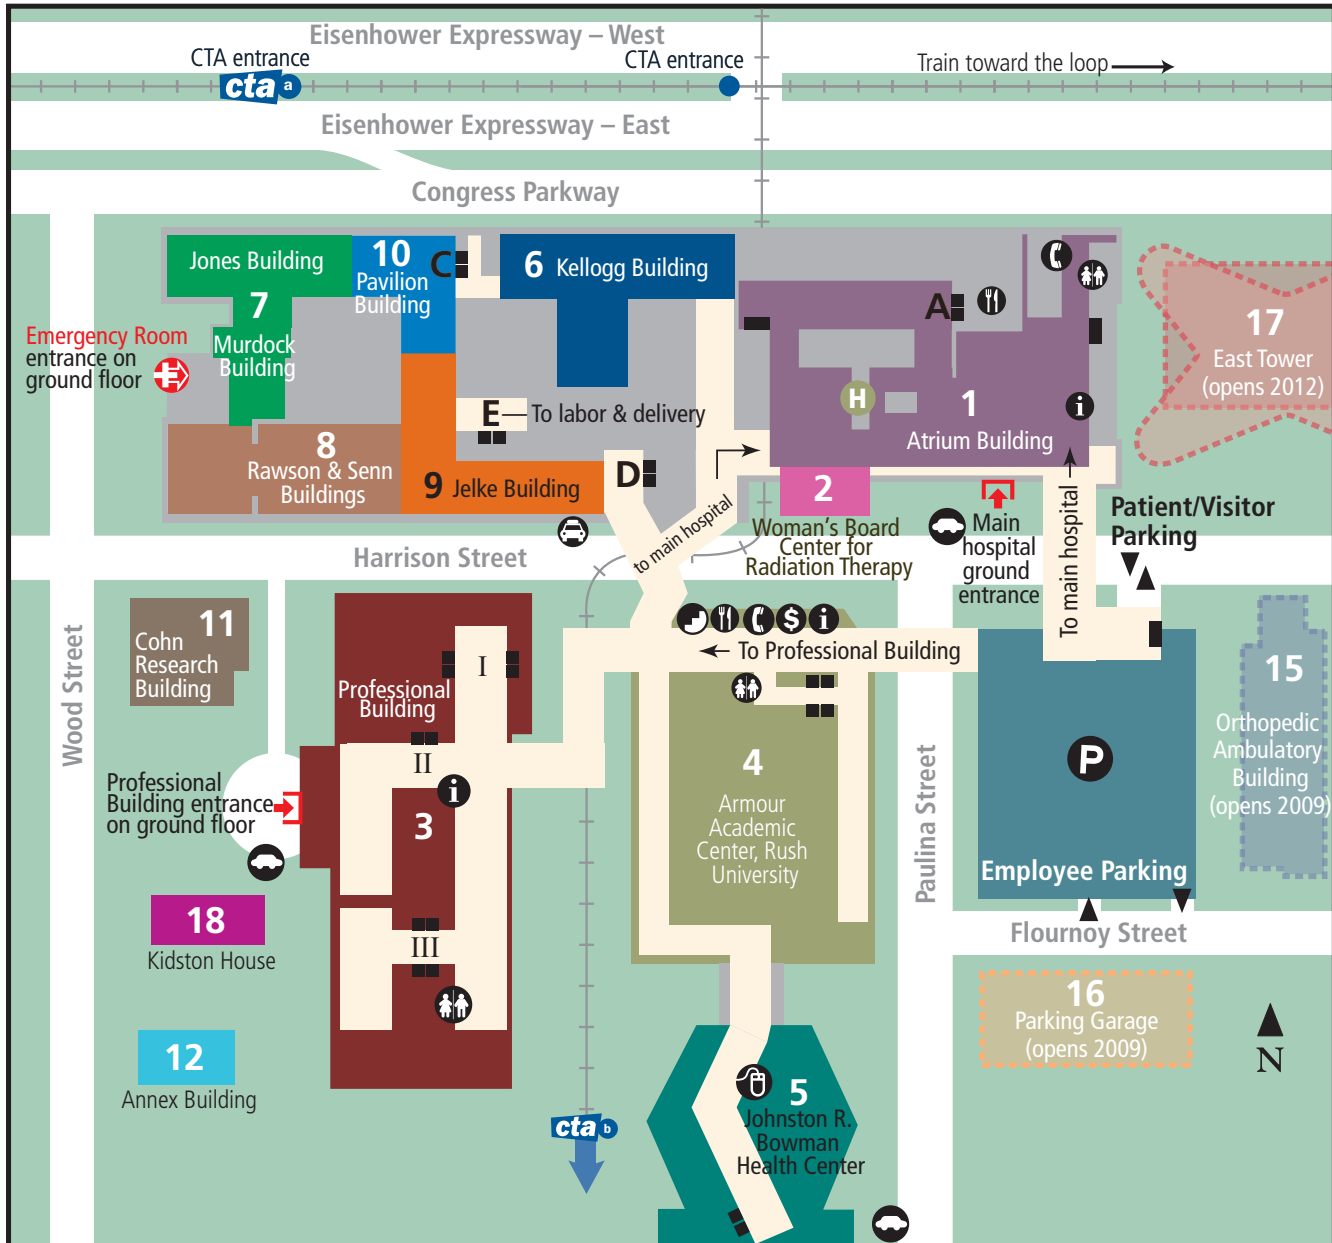 Eisenhower Expressway – West
CTA entrance
CTA entrance
Train toward the loop
cta a
Eisenhower Expressway – East
Congress Parkway
Jones Building
10
Pavilion
Building
C
6 Kellogg Building
7
Murdock
Building
A
17
East Tower
(opens 2012)
Emergency Room
entrance on
ground floor
H
1
i
Atrium Building
E
To labor & delivery
8
Rawson & Senn
Buildings
9 Jelke Building
D
2
to main hospital
Woman's Board
Center for
Radiation Therapy
Main
hospital
ground
entrance
To main hospital
Patient/Visitor
Parking
Harrison Street
Wood Street
11
Cohn
Research
Building
$
i
To Professional Building
I
Professional
Building
II
i
3
III
Professional
Building entrance
on ground floor
4
Armour
Academic
Center, Rush
University
Paulina Street
P
Employee Parking
15
Orthopedic
Ambulatory
Building
(opens 2009)
Flournoy Street
18
Kidston House
16
Parking Garage
(opens 2009)
N
12
Annex Building
cta b
5
Johnston R.
Bowman
Health Center